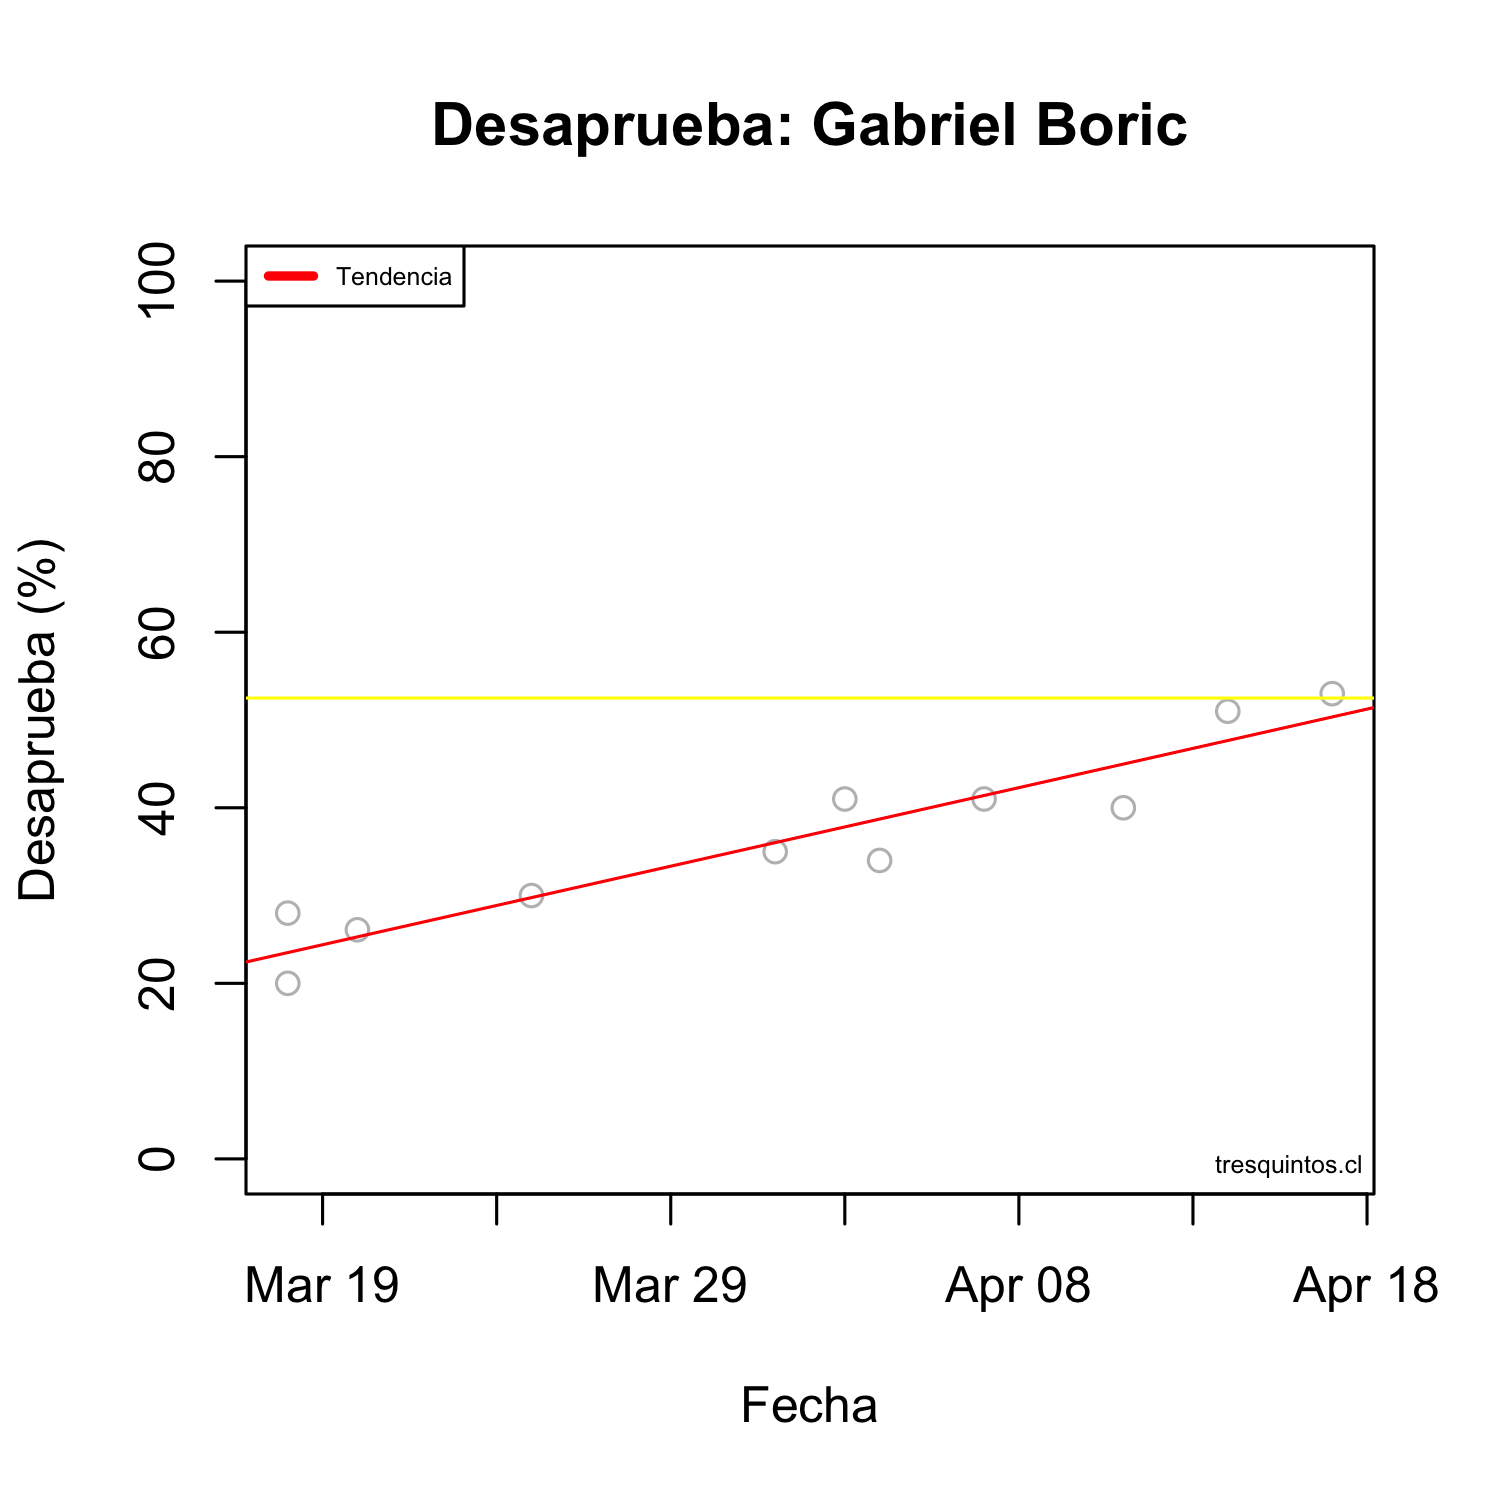 Desaprueba: Gabriel Boric
Tendencia
100
80
60
40
20
0
Desaprueba (%)
tresquintos.cl
Mar 19 Mar 29 Apr 08 Apr 18
Fecha